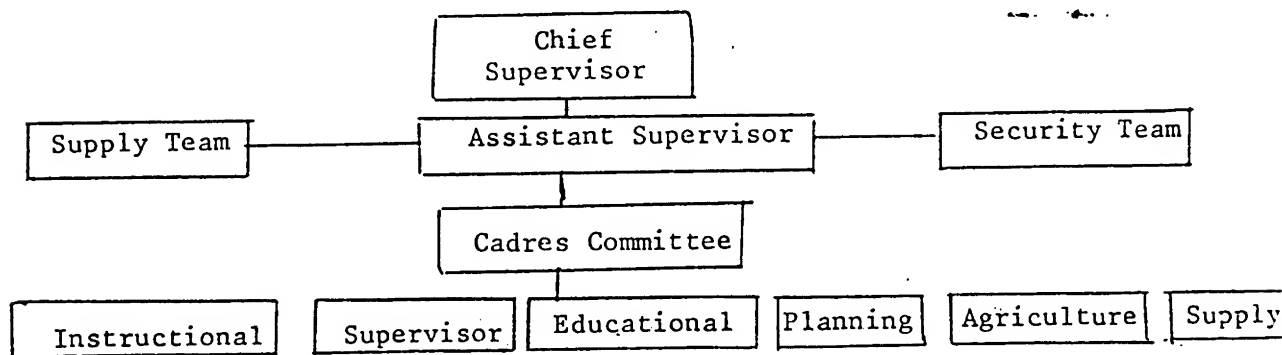 Chief
Supervisor
Supply Team
Assistant Supervisor
Security Team
Cadres Committee
Instructional
Supervisor
Educational
Planning
Agriculture
Supply